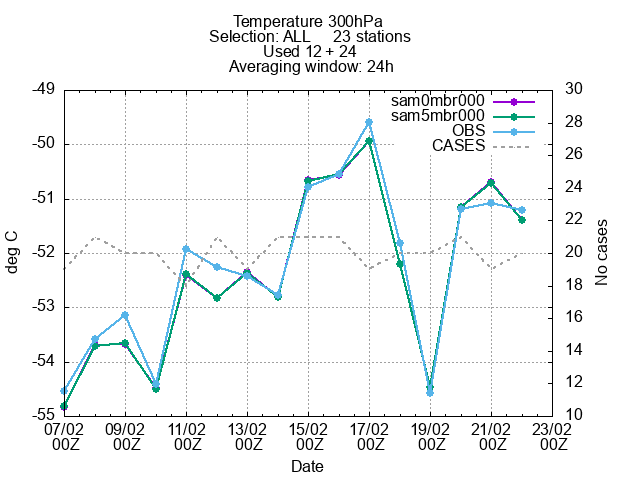 Temperature 300hPa
Selection: ALL 23 stations
Used 12 + 24
Averaging window: 24h
sam0mbr000
sam5mbr000
OBS
CASES
-49
-50
-51
-52
-53
-54
-55
deg C
30
28
26
24
22
20
18
16
14
12
10
No cases
07/02 09/02 11/02 13/02 15/02 17/02 19/02 21/02 23/02
00Z 00Z 00Z 00Z 00Z 00Z 00Z 00Z 00Z
Date